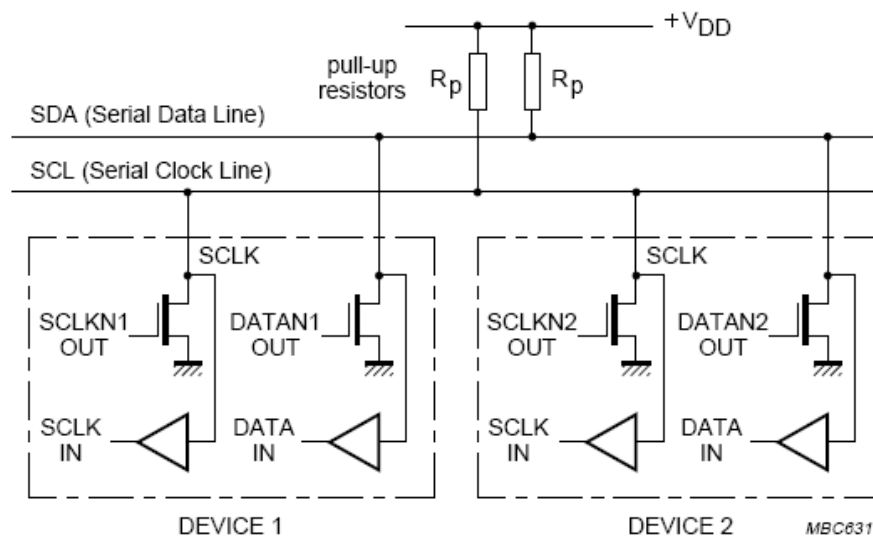 +VDD
pull-up
resistors
Rp
Rp
SDA (Serial Data Line)
SCL (Serial Clock Line)
SCLK
SCLKN1
OUT
DATAN1
OUT
SCLK
IN
DATA
IN
DEVICE 1
SCLK
SCLKN2
OUT
DATAN2
OUT
SCLK
IN
DATA
IN
DEVICE 2
MBC631